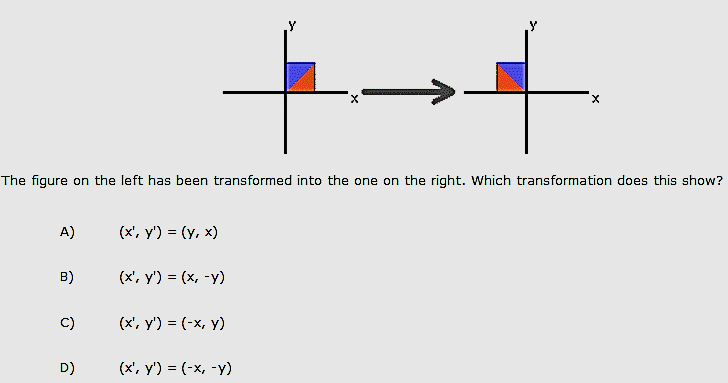 y y
x x
The figure on the left has been transformed into the one on the right. Which transformation does this show?
A) (x', y') = (y, x)
B) (x', y') = (x, -y)
C) (x', y') = (-x, y)
D) (x', y') = (-x, -y)